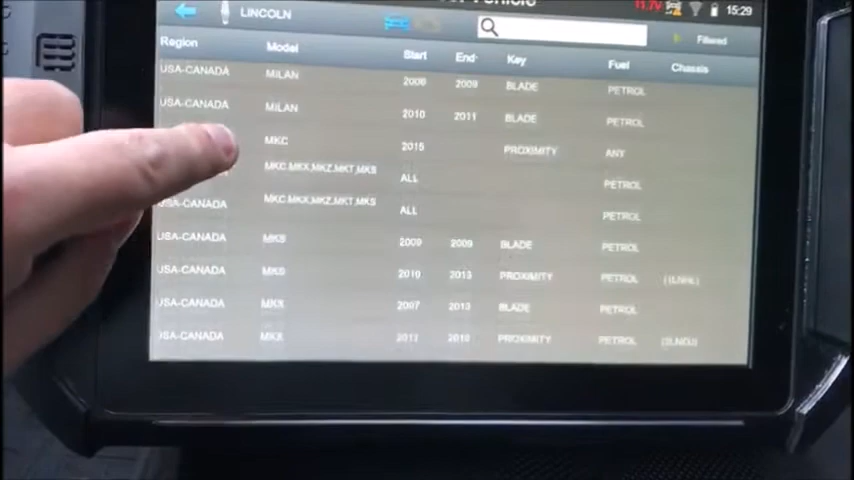 11.7V 15:29
LINCOLN Filtered
Region Model Start End Key Fuel Chassis
USA-CANADA MILAN 2008 2009 BLADE PETROL
USA-CANADA MILAN 2010 2011 BLADE PETROL
MKC 2015 PROXIMITY ANY
MKC,MKX,MKZ,MKT,MKS ALL PETROL
USA-CANADA MKC,MKX,MKZ,MKT,MKS ALL PETROL
USA-CANADA MKS 2009 2009 BLADE PETROL
USA-CANADA MKS 2010 2013 PROXIMITY PETROL
USA-CANADA MKX 2007 2013 BLADE PETROL
USA-CANADA MKX 2013 PROXIMITY PETROL